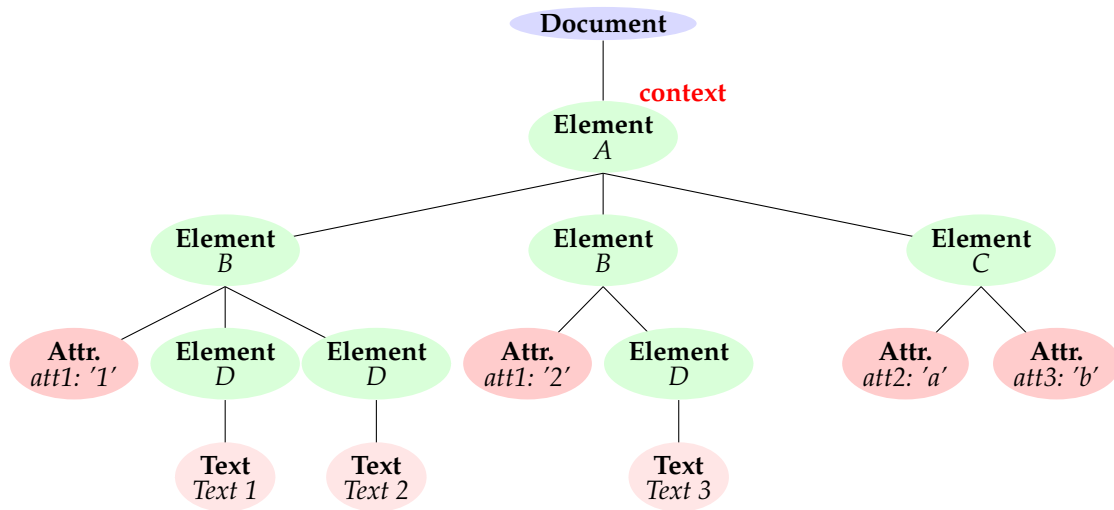 Document
context
Element
A
Element
B
Element
B
Element
C
Attr.
att1: '1'
Element
D
Element
D
Attr.
att1: '2'
Element
D
Attr.
att2: 'a'
Attr.
att3: 'b'
Text
Text 1
Text
Text 2
Text
Text 3